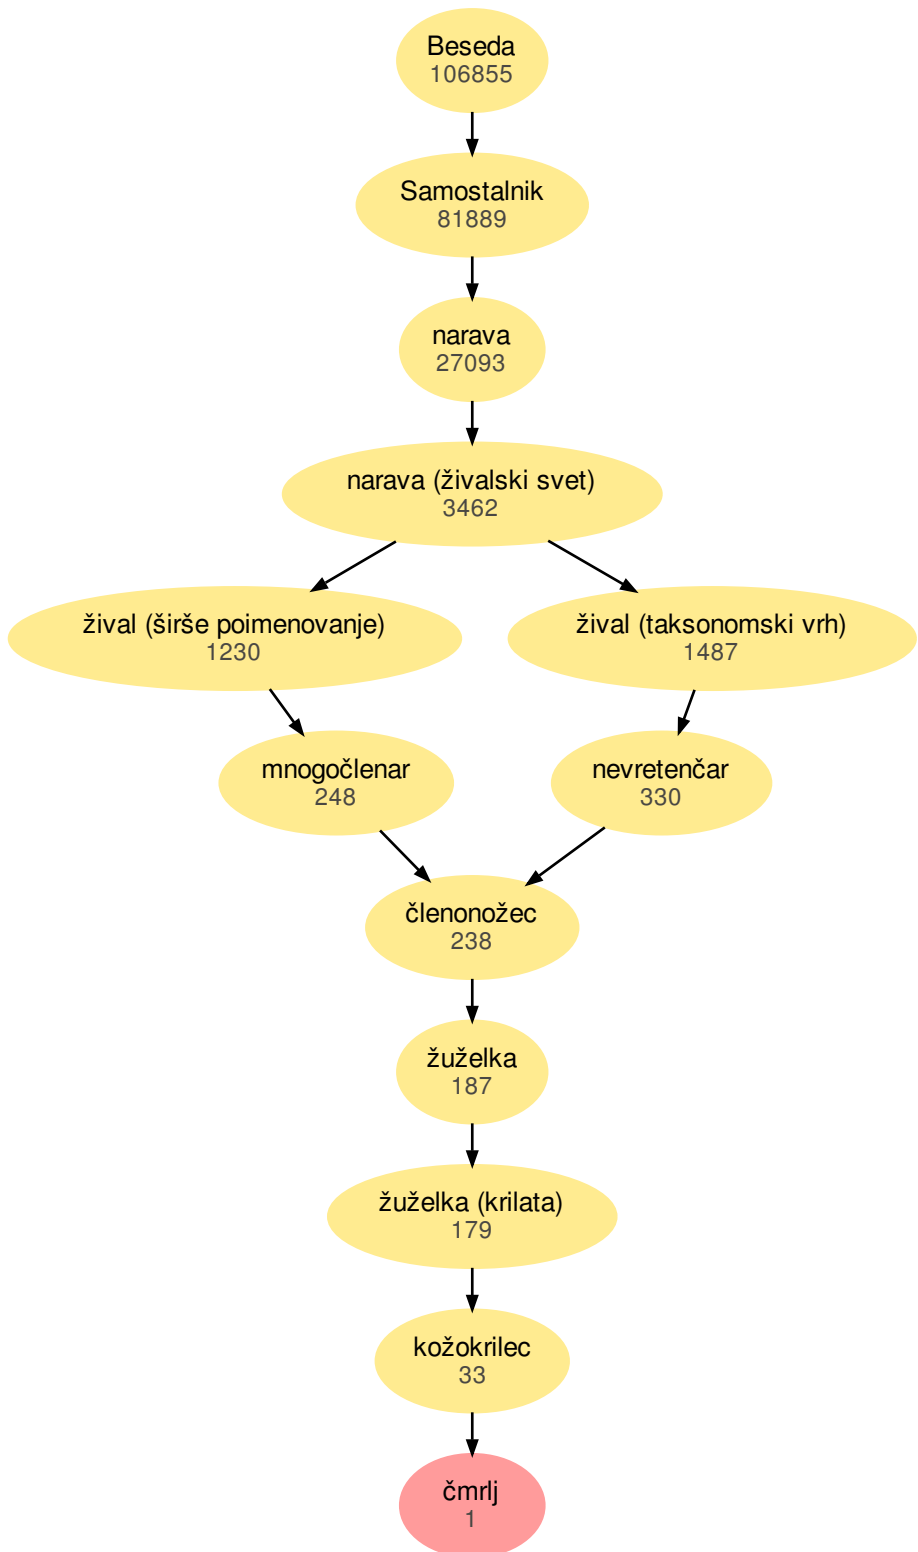 Beseda
106855
Samostalnik
81889
narava
27093
narava (živalski svet)
3462
žival (širše poimenovanje)
1230
žival (taksonomski vrh)
1487
mnogočlenar
248
nevretenčar
330
členonožec
238
žuželka
187
žuželka (krilata)
179
kožokrilec
33
čmrlj
1